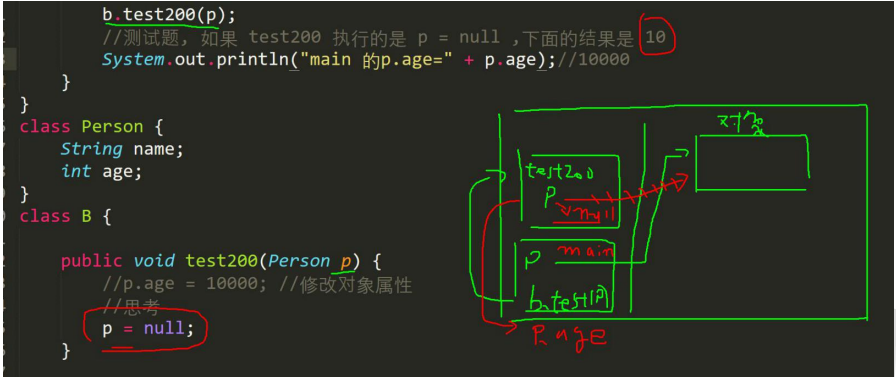 b.test200(p);
//测试题, 如果 test200 执行的是 p = null ,下面的结果是 10
System.out.println("main 的p.age=" + p.age);//10000
}
}
class Person {
String name;
int age;
}
class B {
public void test200(Person p) {
//p.age = 10000; //修改对象属性
//思考
p = null;
}
test200
p
null
p main
b.test(p)
p.age